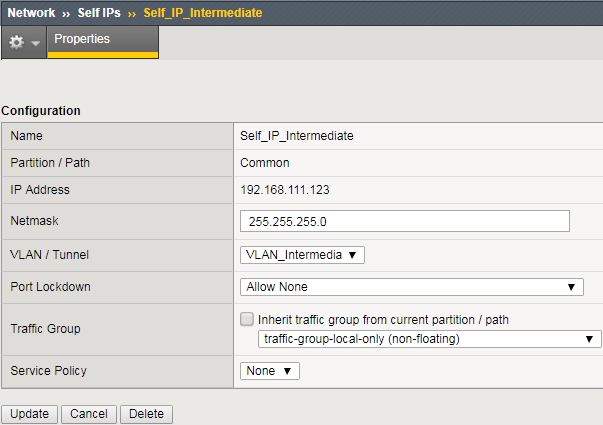 Network ›› Self IPs ›› Self_IP_Intermediate
Properties
Configuration
Name Self_IP_Intermediate
Partition / Path Common
IP Address 192.168.111.123
Netmask 255.255.255.0
VLAN / Tunnel VLAN_Intermedia
Port Lockdown Allow None
Traffic Group Inherit traffic group from current partition / path
traffic-group-local-only (non-floating)
Service Policy None
Update Cancel Delete